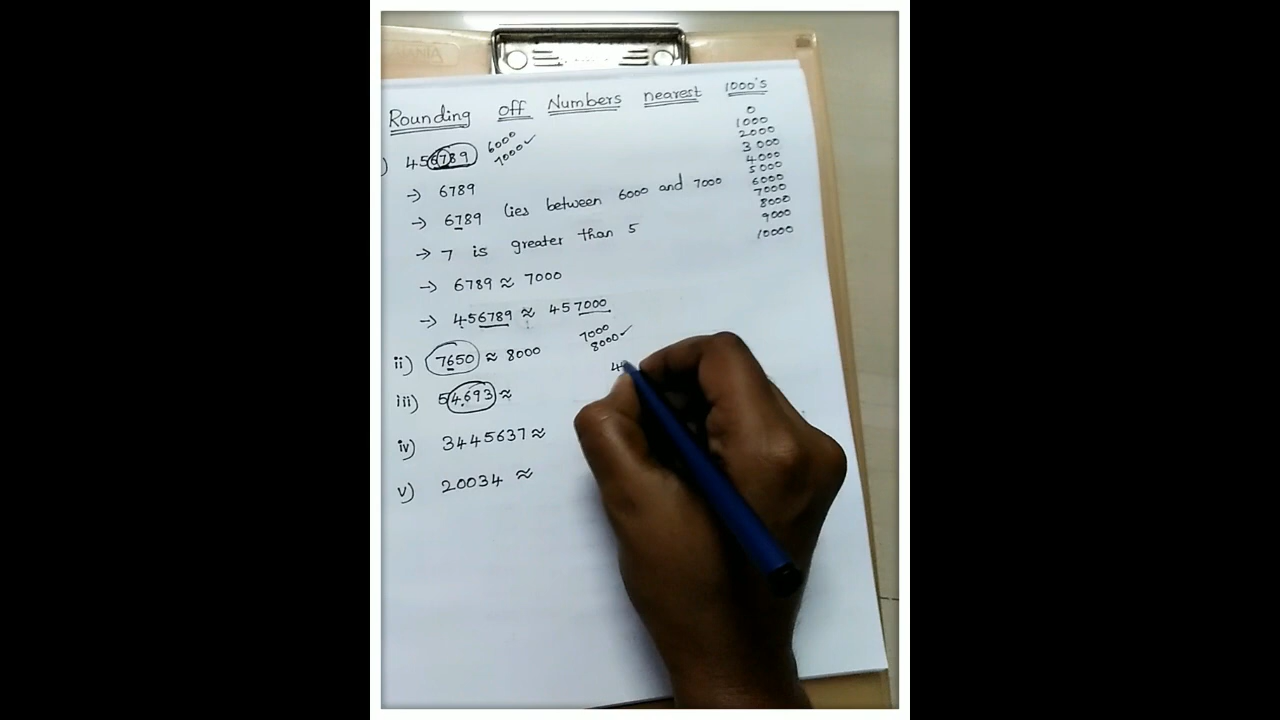 Rounding off Numbers nearest 1000's
i) 456789 6000
7000✓
→ 6789
→ 6789 lies between 6000 and 7000
→ 7 is greater than 5
→ 6789 ≈ 7000
→ 456789 ≈ 457000
ii) 7650 ≈ 8000 7000
8000✓
iii) 54693 ≈ 4
iv) 3445637 ≈
v) 20034 ≈
0
1000
2000
3000
4000
5000
6000
7000
8000
9000
10000